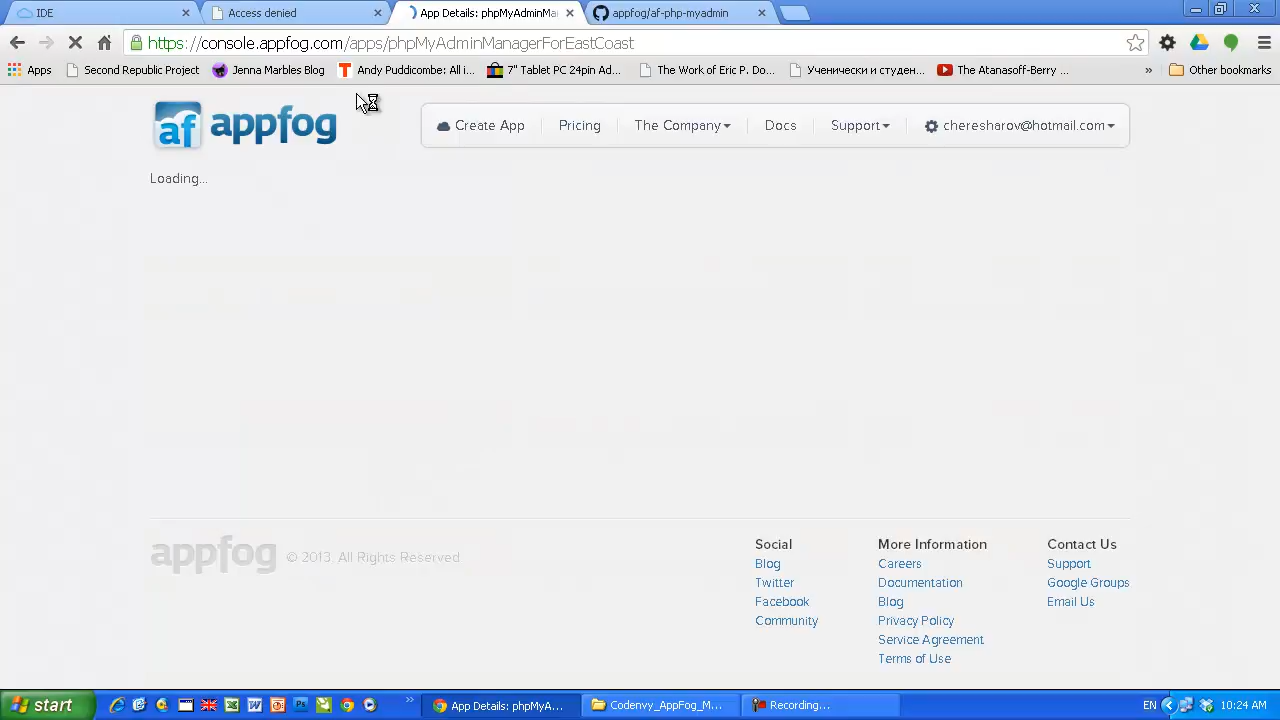 IDE
Access denied
App Details: phpMyAdminMa
appfog/af-php-myadmin
https://console.appfog.com/apps/phpMyAdminManagerForEastCoast
Apps
Second Republic Project
Jenna Marbles Blog
Andy Puddicombe: All i...
7" Tablet PC 24pin Ad...
The Work of Eric P. Do...
Ученически и студен...
The Atanasoff-Berry ...
»
Other bookmarks
af appfog
Create App
Pricing
The Company
Docs
Support
cheresharov@hotmail.com
Loading...
appfog © 2013. All Rights Reserved
Social
Blog
Twitter
Facebook
Community
More Information
Careers
Documentation
Blog
Privacy Policy
Service Agreement
Terms of Use
Contact Us
Support
Google Groups
Email Us
start
»
App Details: phpMyA...
Codenvy_AppFog_M...
Recording...
EN
10:24 AM